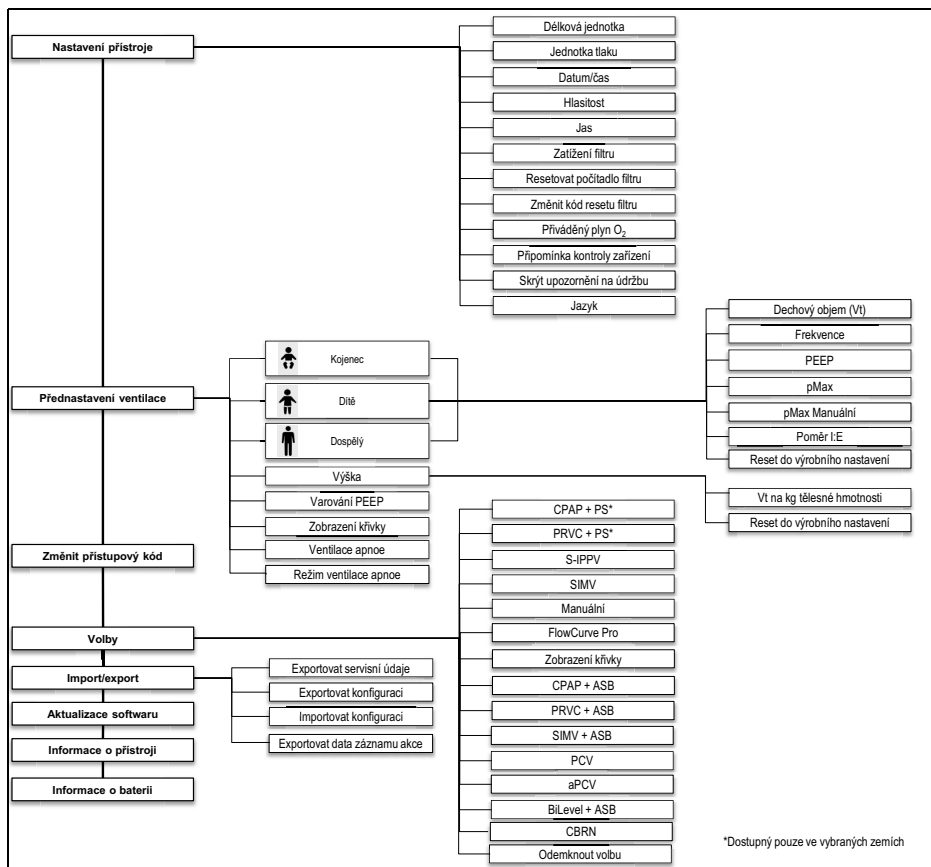 Nastavení přístroje
Délková jednotka
Jednotka tlaku
Datum/čas
Hlasitost
Jas
Zatížení filtru
Resetovat počítadlo filtru
Změnit kód resetu filtru
Přiváděný plyn O₂
Připomínka kontroly zařízení
Skrýt upozornění na údržbu
Jazyk
Přednastavení ventilace
Kojenec
Dítě
Dospělý
Dechový objem (Vt)
Frekvence
PEEP
pMax
pMax Manuální
Poměr I:E
Reset do výrobního nastavení
Výška
Vt na kg tělesné hmotnosti
Reset do výrobního nastavení
Varování PEEP
Zobrazení křivky
Ventilace apnoe
Režim ventilace apnoe
Změnit přístupový kód
Volby
CPAP + PS*
PRVC + PS*
S-IPPV
SIMV
Manuální
FlowCurve Pro
Zobrazení křivky
CPAP + ASB
PRVC + ASB
SIMV + ASB
PCV
aPCV
BiLevel + ASB
CBRN
Odemknout volbu
Import/export
Exportovat servisní údaje
Exportovat konfiguraci
Importovat konfiguraci
Exportovat data záznamu akce
Aktualizace softwaru
Informace o přístroji
Informace o baterii
*Dostupný pouze ve vybraných zemích